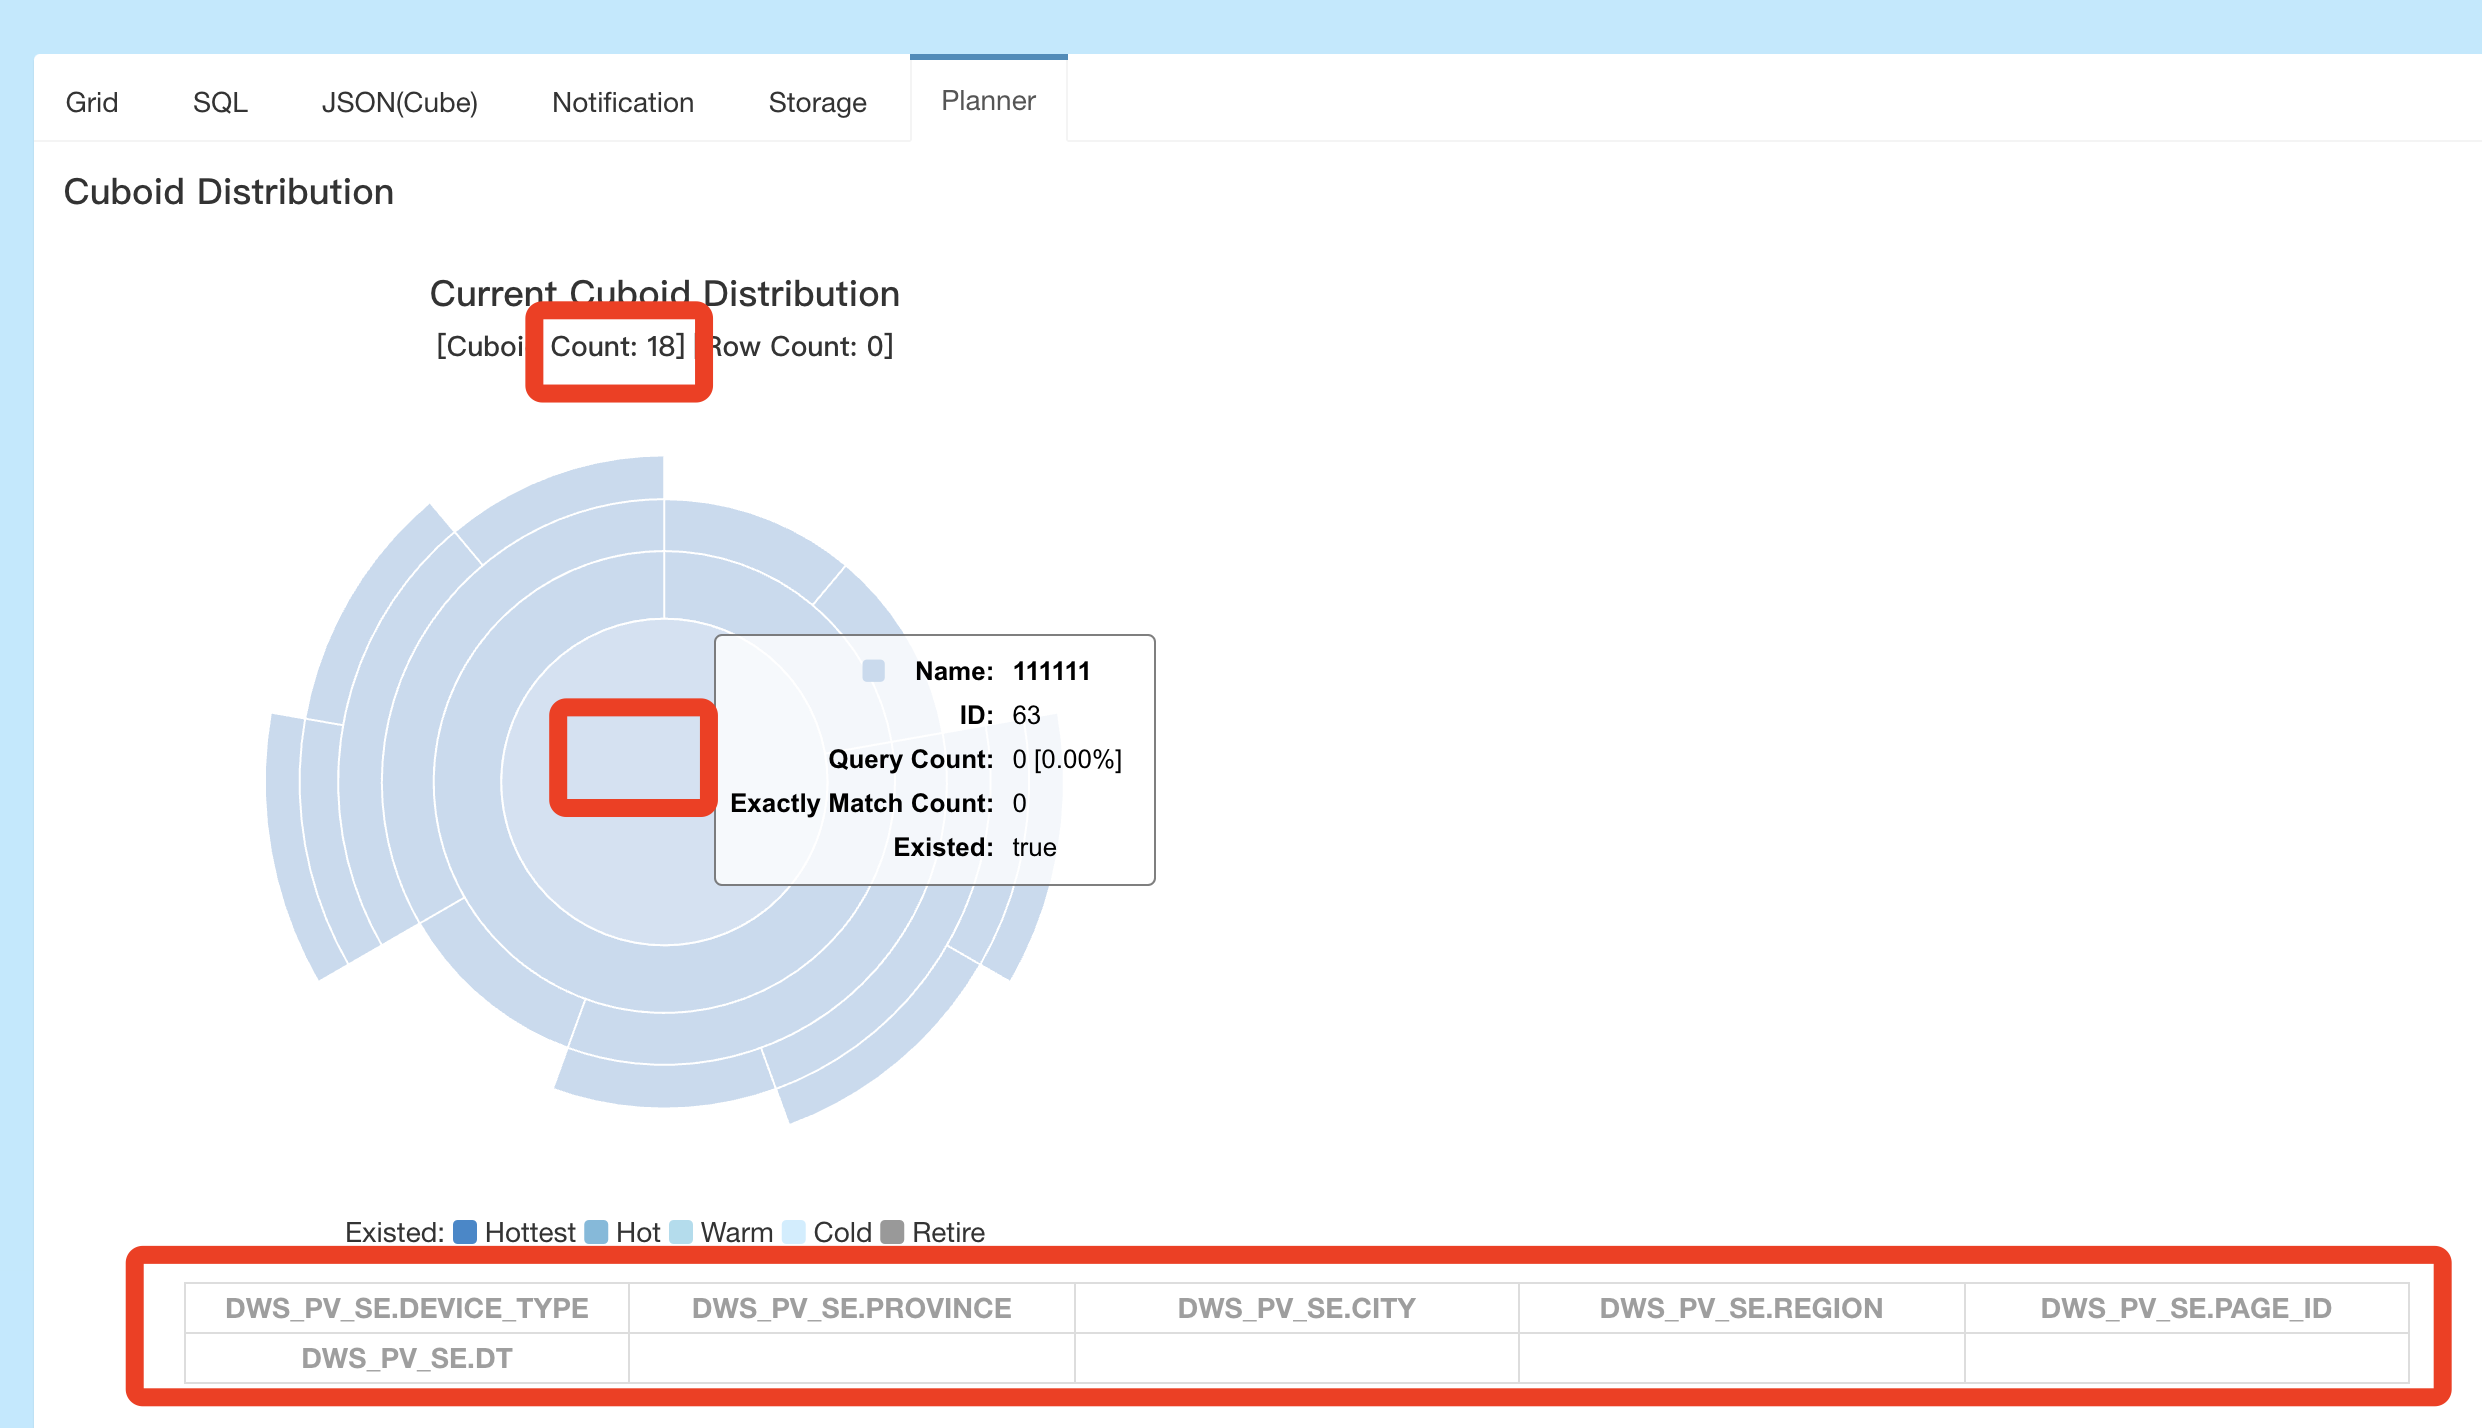 Grid SQL JSON(Cube) Notification Storage Planner
Cuboid Distribution
Current Cuboid Distribution
[Cuboid Count: 18] [Row Count: 0]
Name: 111111
ID: 63
Query Count: 0 [0.00%]
Exactly Match Count: 0
Existed: true
Existed: Hottest Hot Warm Cold Retire
DWS_PV_SE.DEVICE_TYPE DWS_PV_SE.PROVINCE DWS_PV_SE.CITY DWS_PV_SE.REGION DWS_PV_SE.PAGE_ID
DWS_PV_SE.DT